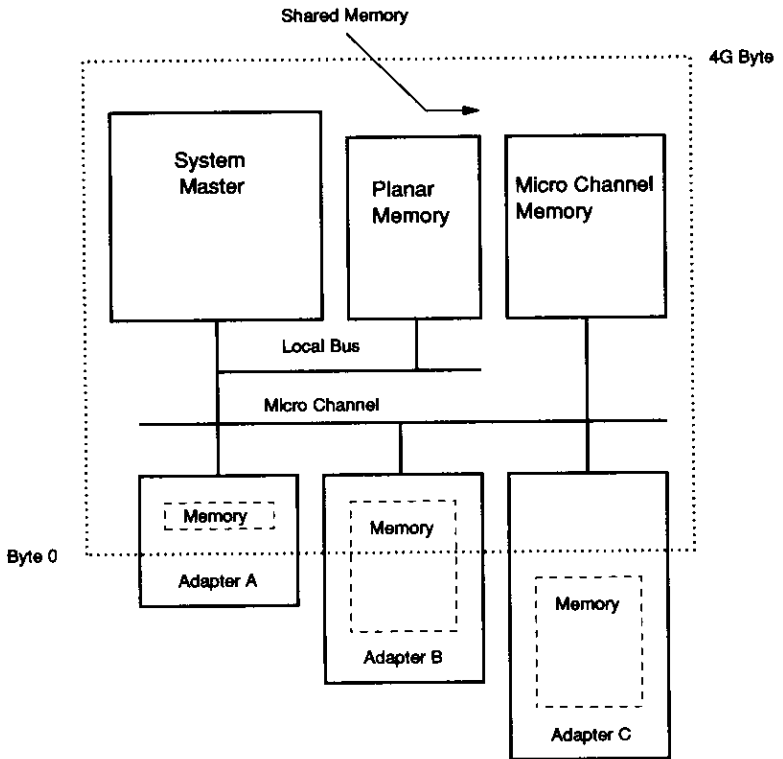 Shared Memory
4G Byte
System
Master
Planar
Memory
Micro Channel
Memory
Local Bus
Micro Channel
Memory
Memory
Byte 0
Adapter A
Memory
Adapter B
Adapter C